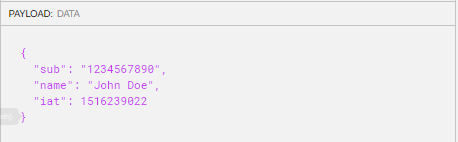 PAYLOAD: DATA
{
"sub": "1234567890",
"name": "John Doe",
"iat": 1516239022
}